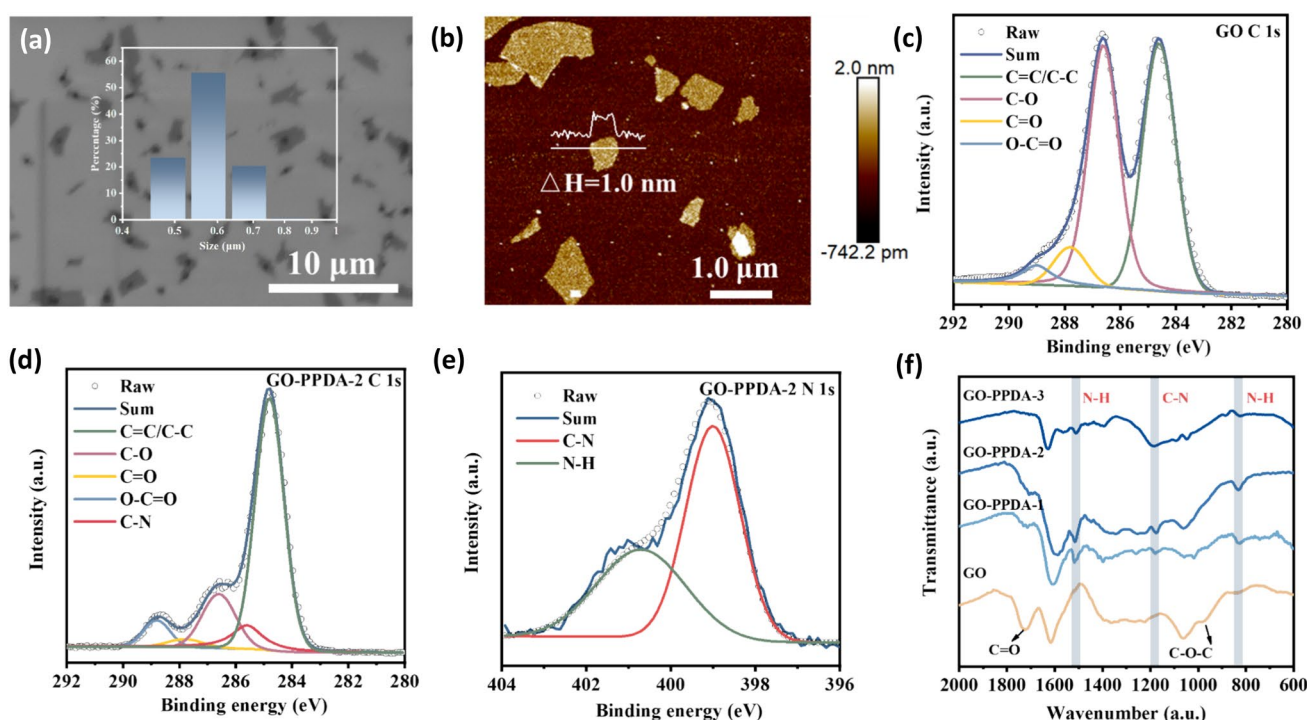 (a)
Percentage (%)
60
50
40
30
20
10
0
0.4
0.5
0.6
0.7
0.8
0.9
1
Size (μm)
10 μm
(b)
△H=1.0 nm
1.0 μm
2.0 nm
-742.2 pm
(c)
GO C 1s
Raw
Sum
C=C/C-C
C-O
C=O
O-C=O
Intensity (a.u.)
292 290 288 286 284 282 280
Binding energy (eV)
(d)
GO-PPDA-2 C 1s
Raw
Sum
C=C/C-C
C-O
C=O
O-C=O
C-N
Intensity (a.u.)
292 290 288 286 284 282 280
Binding energy (eV)
(e)
GO-PPDA-2 N 1s
Raw
Sum
C-N
N-H
Intensity (a.u.)
404 402 400 398 396
Binding energy (eV)
(f)
GO-PPDA-3
N-H
C-N
N-H
GO-PPDA-2
GO-PPDA-1
GO
C=O
C-O-C
Transmittance (a.u.)
2000 1800 1600 1400 1200 1000 800 600
Wavenumber (a.u.)